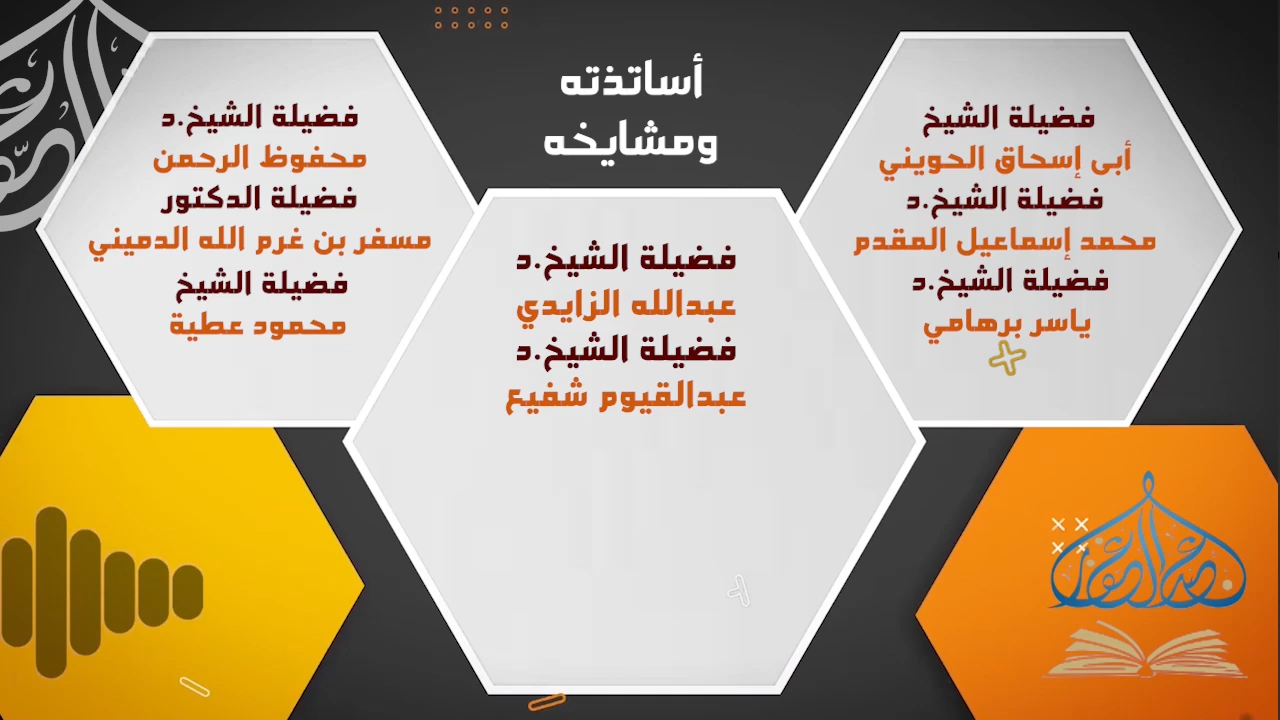 أساتذته
ومشايخه
فضيلة الشيخ
أبى إسحاق الحويني
فضيلة الشيخ.د
محمد إسماعيل المقدم
فضيلة الشيخ.د
ياسر برهامي
فضيلة الشيخ.د
عبدالله الزايدي
فضيلة الشيخ.د
عبدالقيوم شفيع
فضيلة الشيخ.د
محفوظ الرحمن
فضيلة الدكتور
مسفر بن غرم الله الدميني
فضيلة الشيخ
محمود عطية